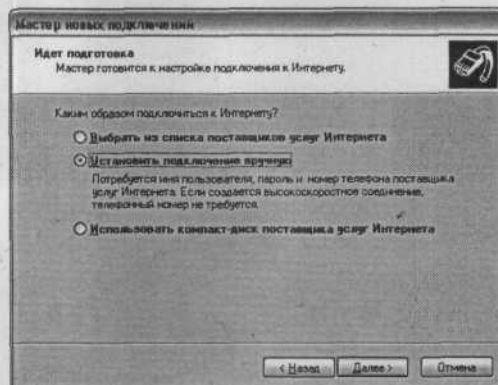 Мастер новых подключений
Идет подготовка
Мастер готовится к настройке подключения к Интернету.
Каким образом подключиться к Интернету?
Выбрать из списка поставщиков услуг Интернета
Установить подключение вручную
Потребуется имя пользователя, пароль и номер телефона поставщика
услуг Интернета. Если создается высокоскоростное соединение,
телефонный номер не требуется.
Использовать компакт-диск поставщика услуг Интернета
< Назад
Далее >
Отмена